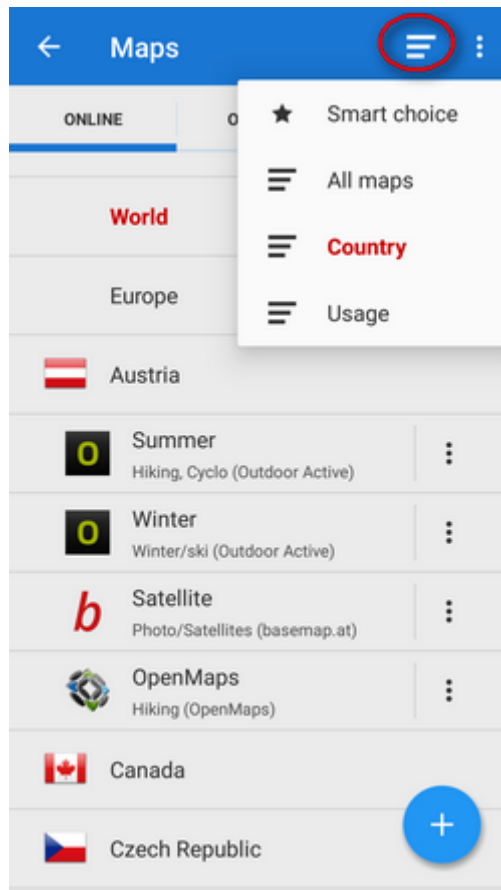 Maps
ONLINE
O
Smart choice
All maps
Country
Usage
World
Europe
Austria
O
Summer
Hiking, Cyclo (Outdoor Active)
O
Winter
Winter/ski (Outdoor Active)
b
Satellite
Photo/Satellites (basemap.at)
OpenMaps
Hiking (OpenMaps)
Canada
Czech Republic